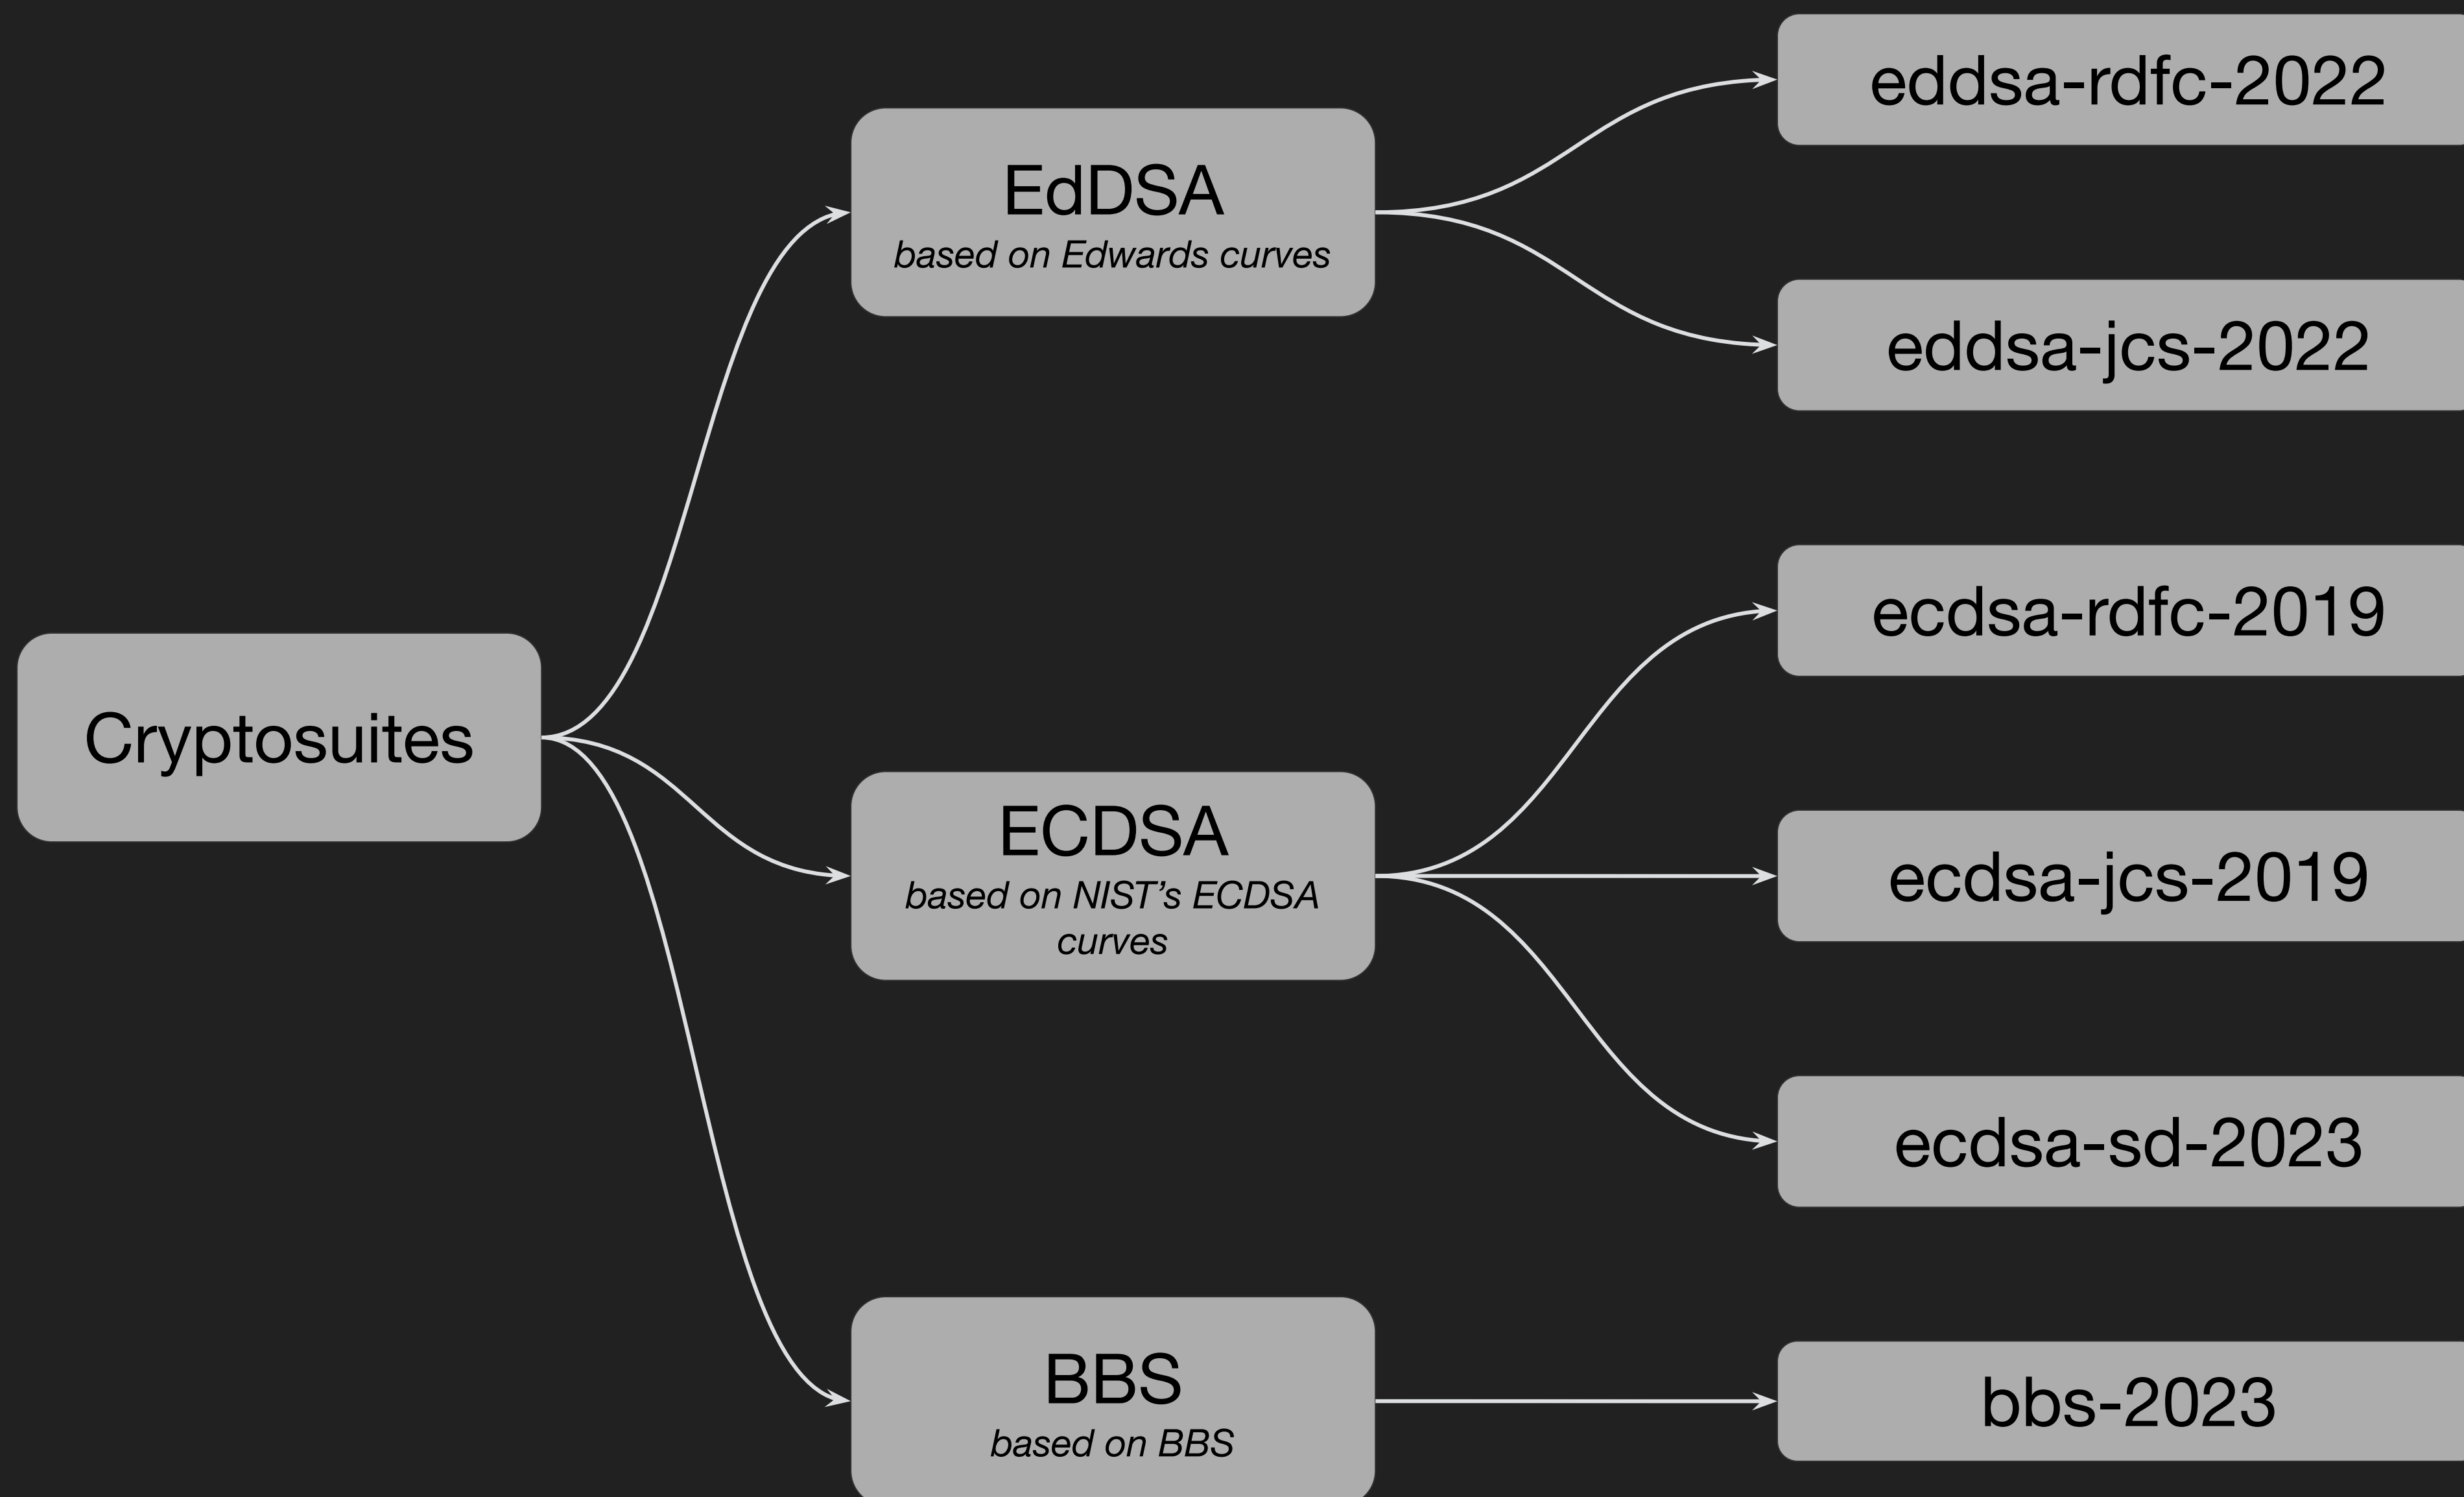 Cryptosuites
EdDSA
based on Edwards curves
eddsa-rdfc-2022
eddsa-jcs-2022
ECDSA
based on NIST’s ECDSA
curves
ecdsa-rdfc-2019
ecdsa-jcs-2019
ecdsa-sd-2023
BBS
based on BBS
bbs-2023